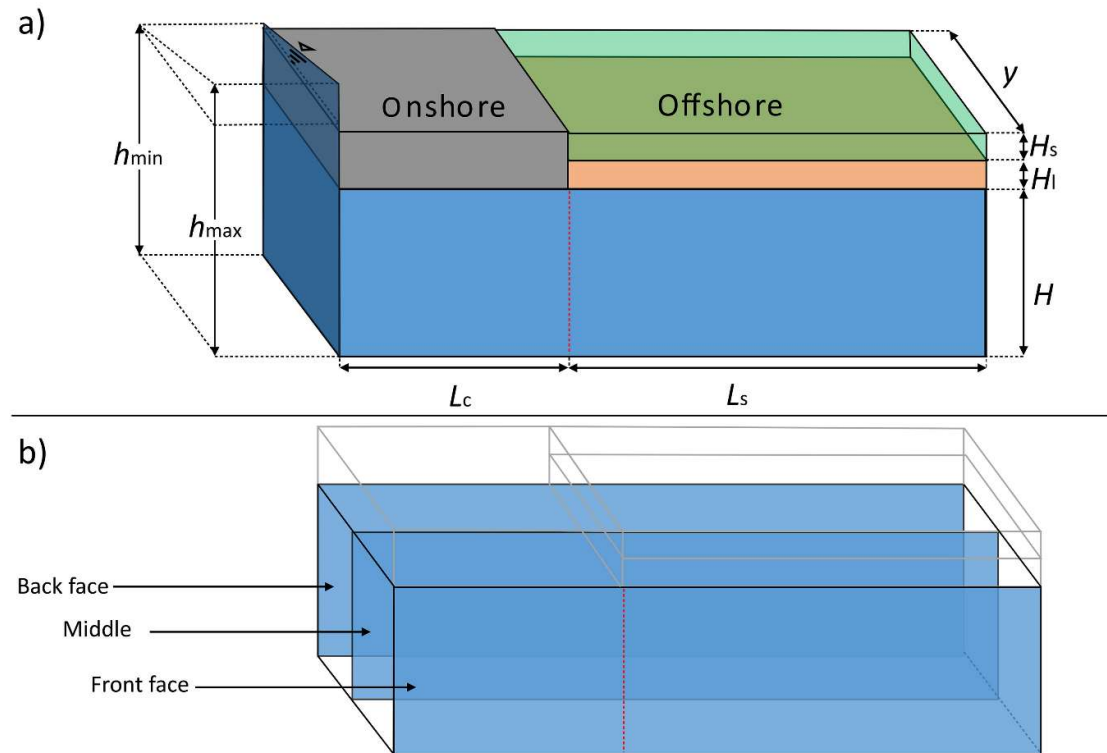 a)
Onshore
Offshore
y
Hs
Hl
hmin
hmax
H
Lc
Ls
b)
Back face
Middle
Front face